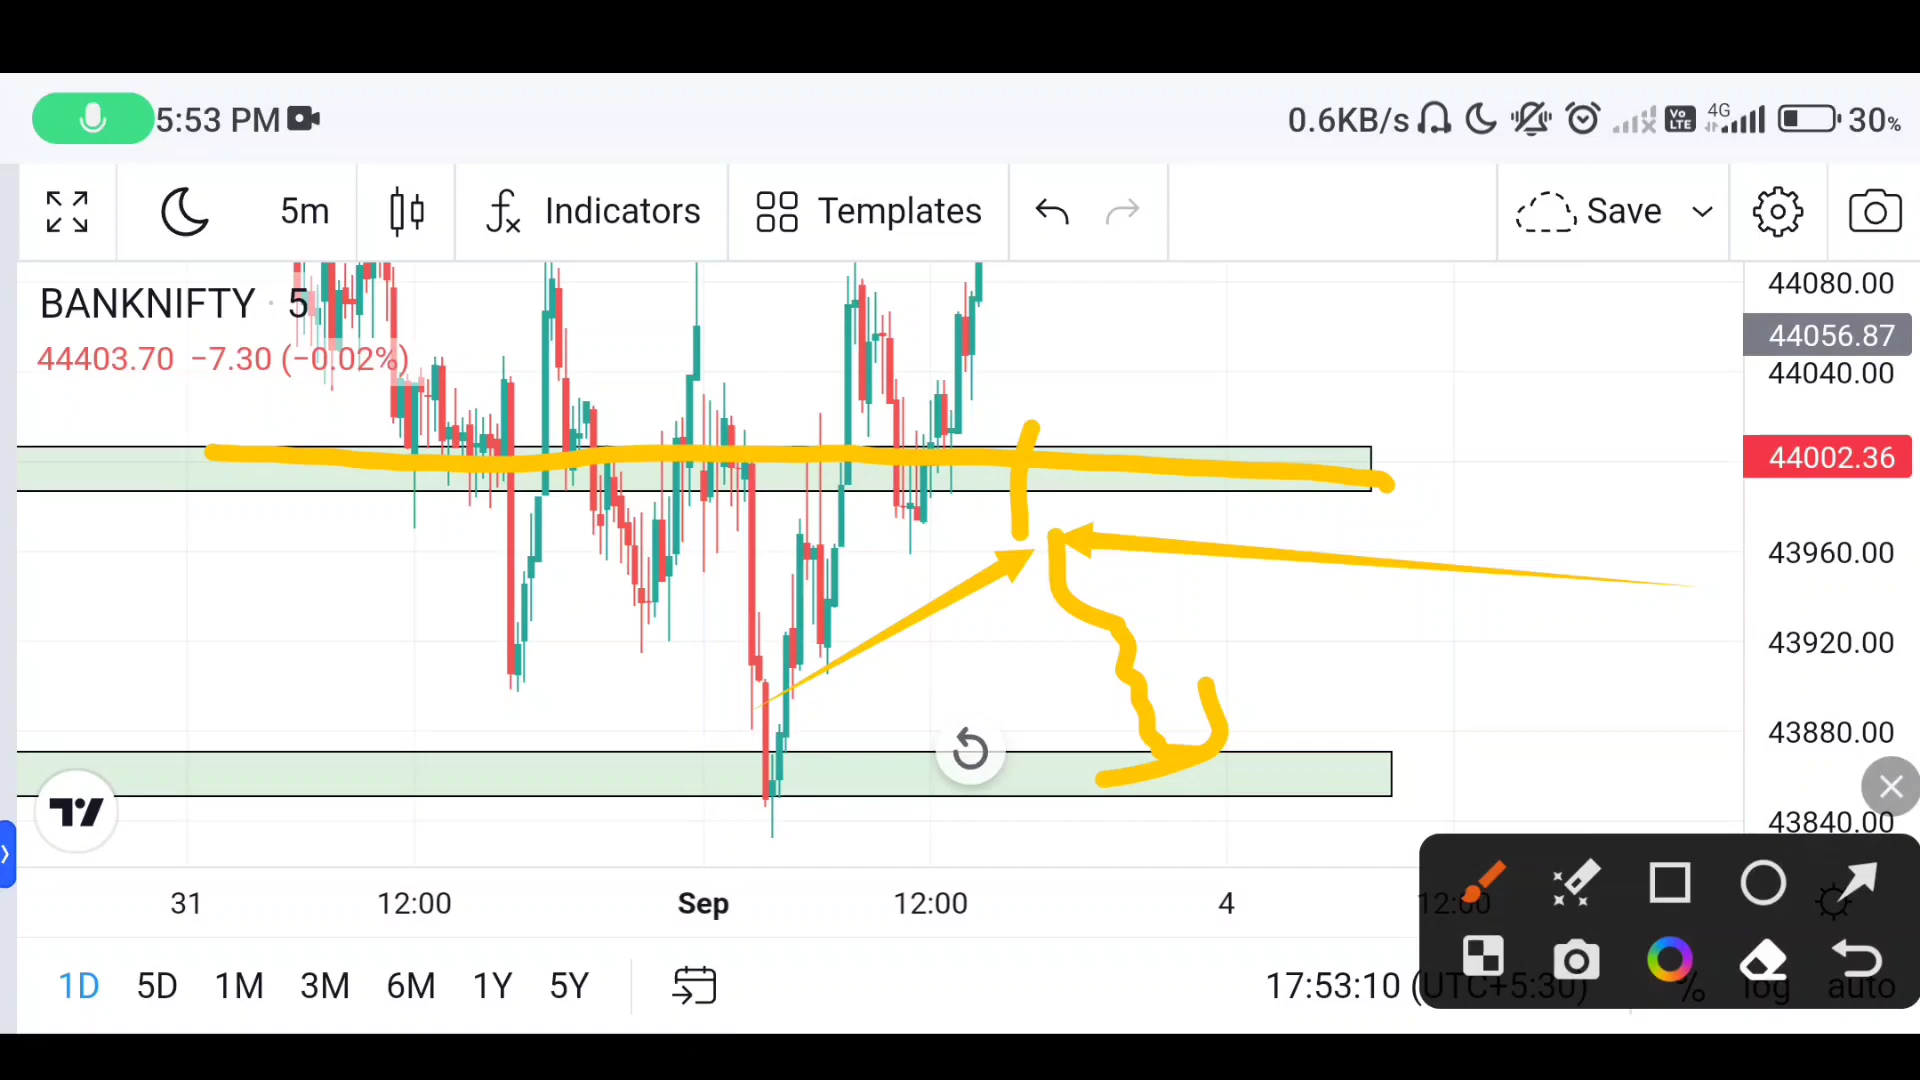 5:53 PM 0.6KB/s Vo LTE 4G 30%
5m Indicators Templates Save
BANKNIFTY · 5
44403.70 −7.30 (−0.02%)
44080.00
44056.87
44040.00
44002.36
43960.00
43920.00
43880.00
43840.00
31 12:00 Sep 12:00 4 12:00
1D 5D 1M 3M 6M 1Y 5Y 17:53:10 (UTC+5:30) % log auto